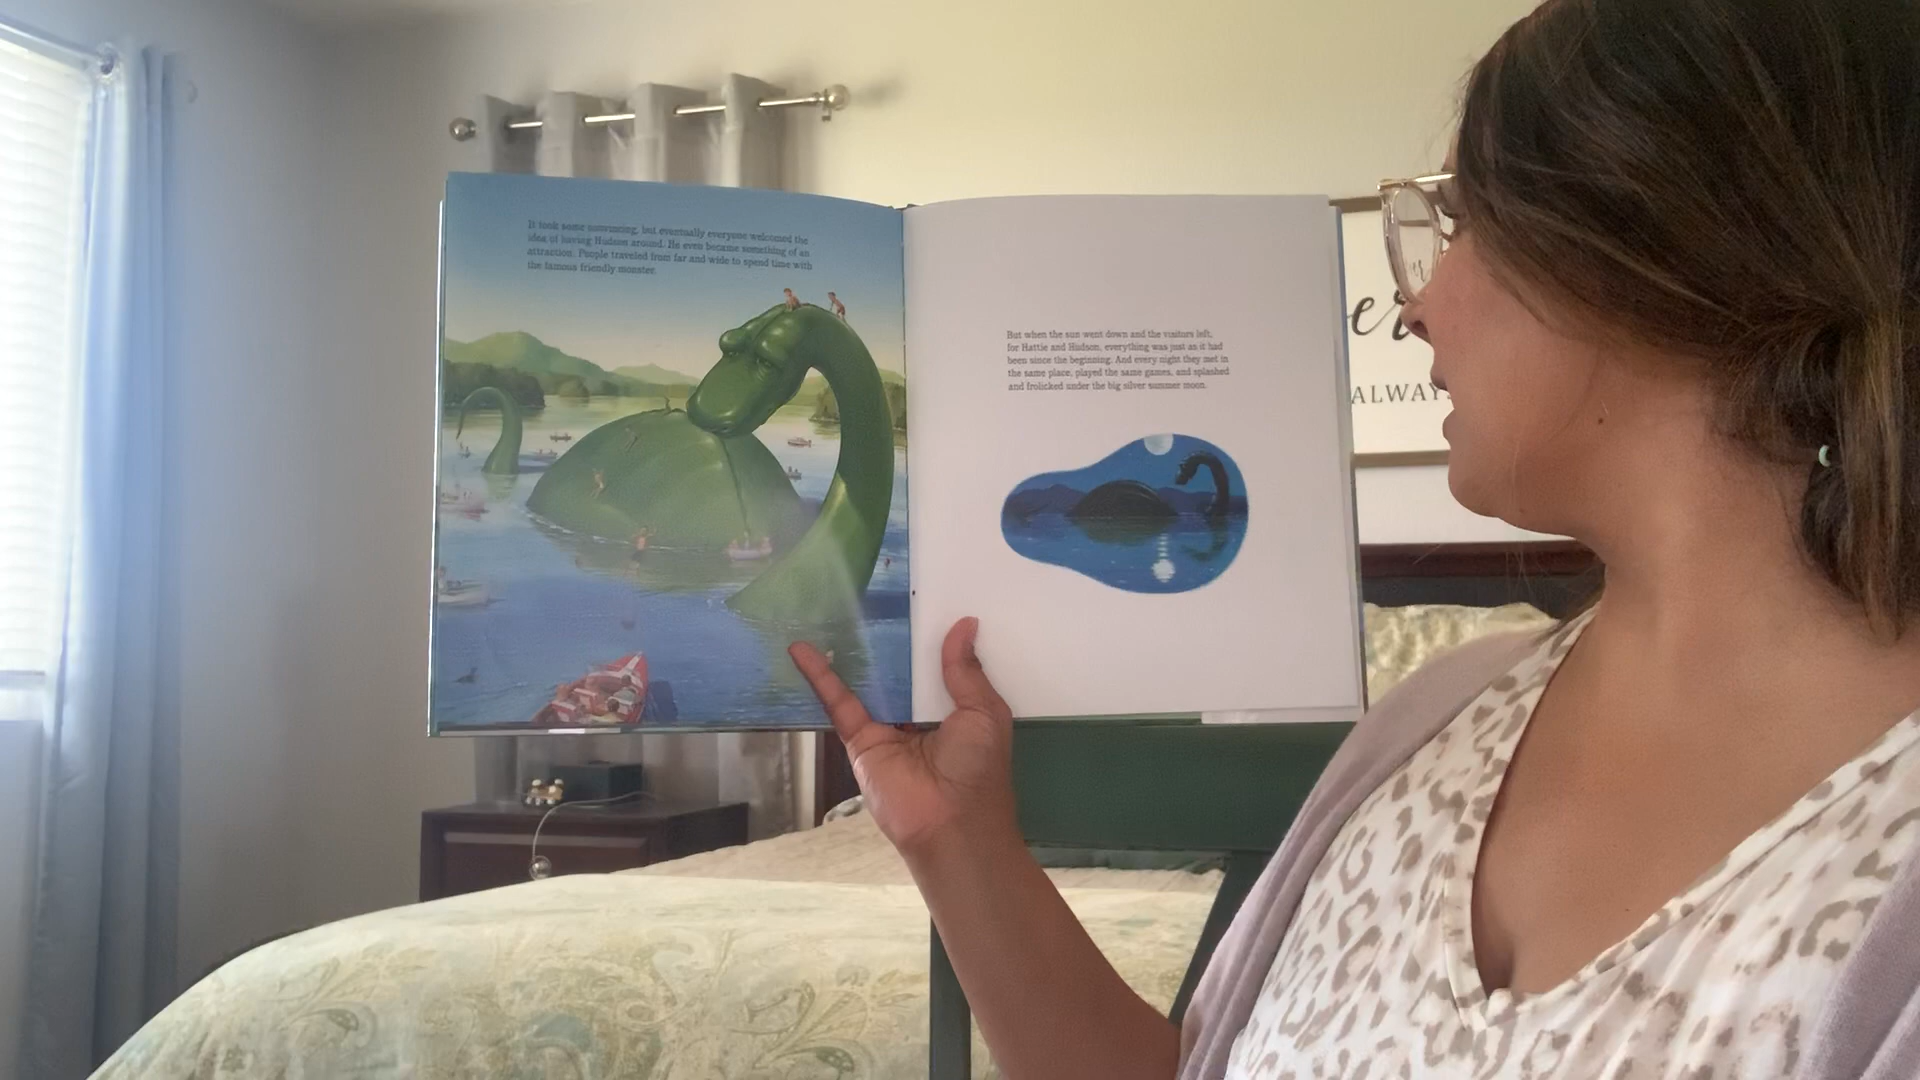 It took some convincing, but eventually everyone welcomed the
idea of having Hudson around. He even became something of an
attraction. People traveled from far and wide to spend time with
the famous friendly monster.
But when the sun went down and the visitors left,
for Hattie and Hudson, everything was just as it had
been since the beginning. And every night they met in
the same place, played the same games, and splashed
and frolicked under the big silver summer moon.
er
ALWAYS